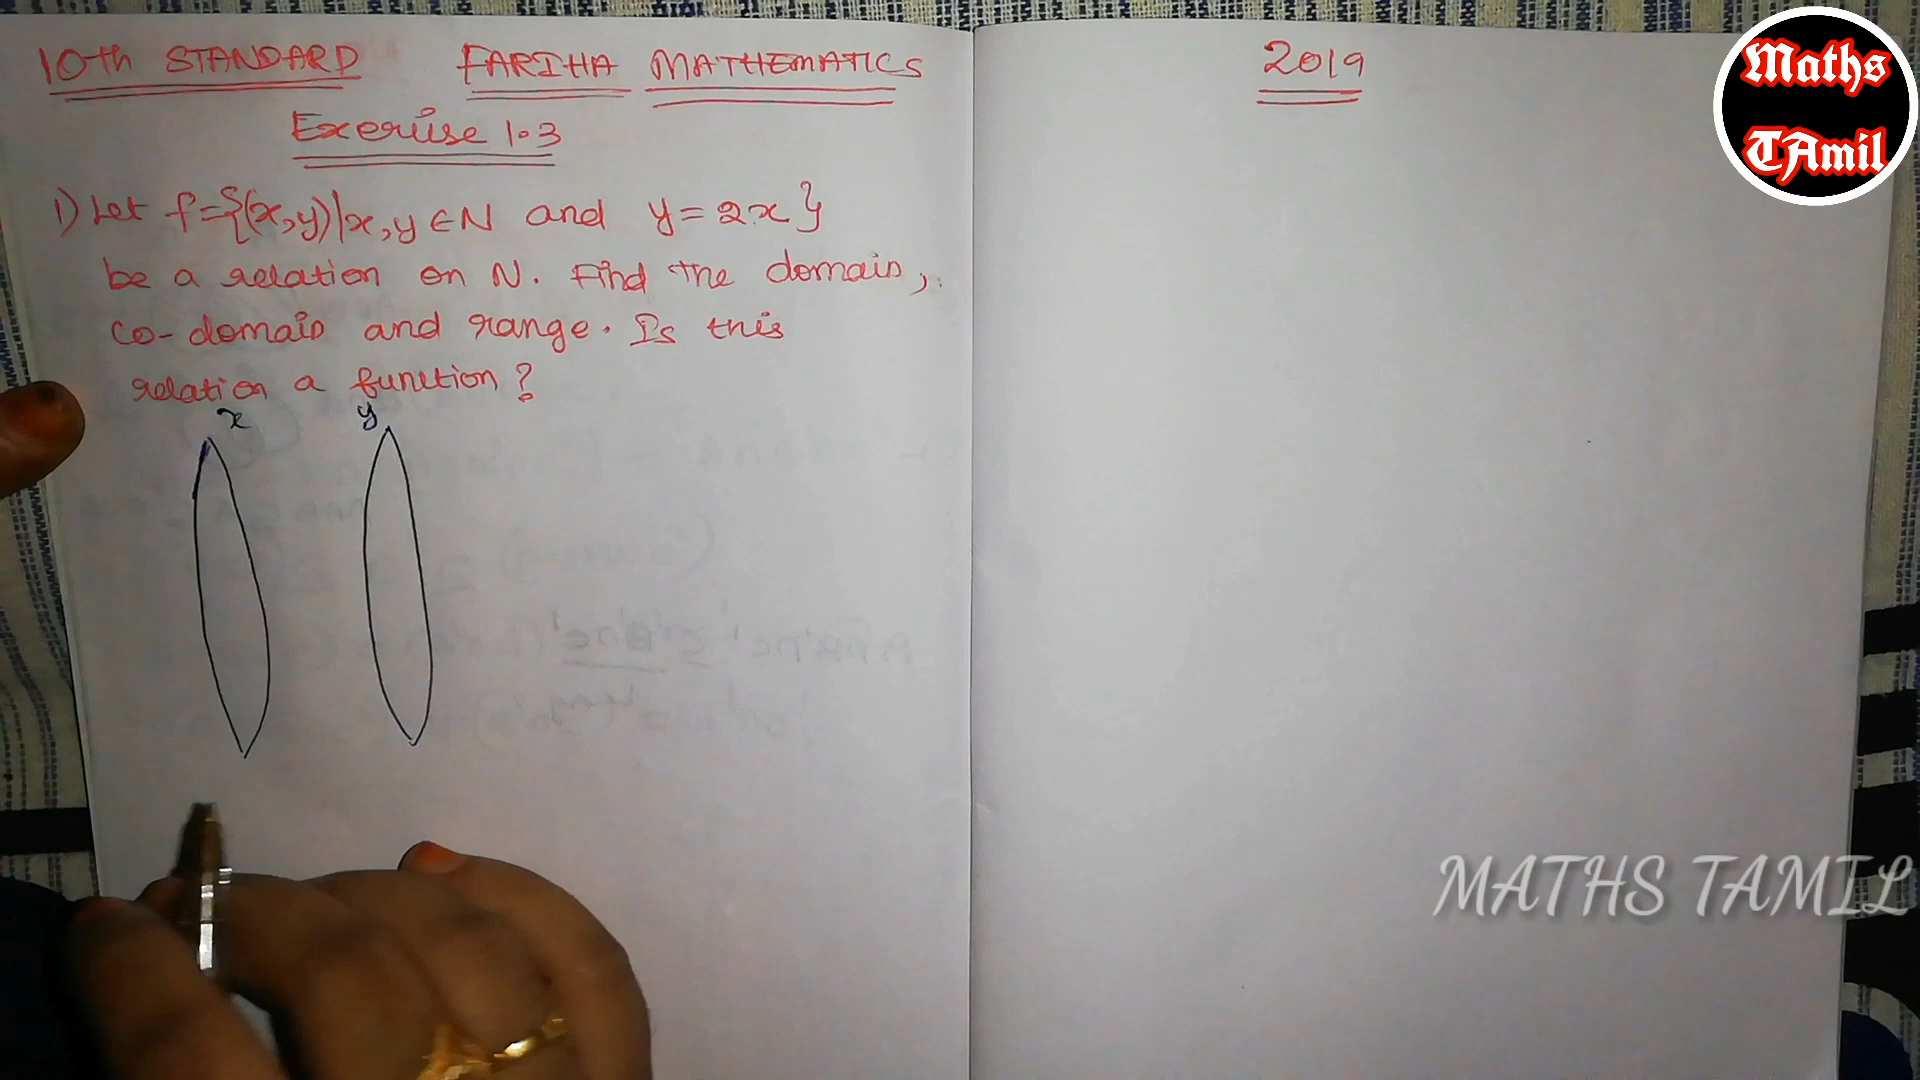 10th STANDARD FARIHA MATHEMATICS
Exercise 1.3
1) Let f={(x,y)|x,y∈N and y=2x}
be a relation on N. Find the domain,
co-domain and range. Is this
relation a function?
x y
2019
Maths
TAmil
MATHS TAMIL